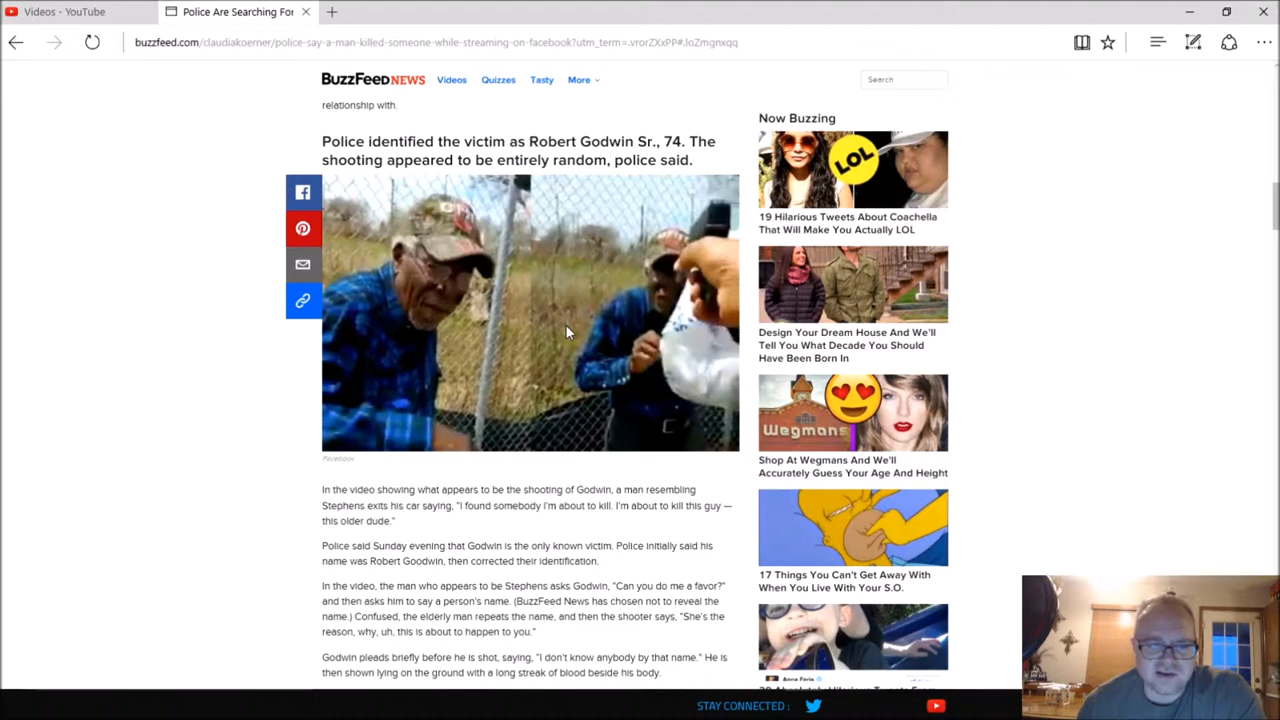 Videos - YouTube
Police Are Searching For
buzzfeed.com/claudiakoerner/police-say-a-man-killed-someone-while-streaming-on-facebook?utm_term=.vrorZXxPP#.loZmgnxqq
BuzzFeed NEWS
Videos
Quizzes
Tasty
More
Search
relationship with.
Police identified the victim as Robert Godwin Sr., 74. The
shooting appeared to be entirely random, police said.
Facebook
In the video showing what appears to be the shooting of Godwin, a man resembling
Stephens exits his car saying, "I found somebody I'm about to kill. I'm about to kill this guy —
this older dude."
Police said Sunday evening that Godwin is the only known victim. Police initially said his
name was Robert Goodwin, then corrected their identification.
In the video, the man who appears to be Stephens asks Godwin, "Can you do me a favor?"
and then asks him to say a person's name. (BuzzFeed News has chosen not to reveal the
name.) Confused, the elderly man repeats the name, and then the shooter says, "She's the
reason, why, uh, this is about to happen to you."
Godwin pleads briefly before he is shot, saying, "I don't know anybody by that name." He is
then shown lying on the ground with a long streak of blood beside his body.
Now Buzzing
LOL
19 Hilarious Tweets About Coachella
That Will Make You Actually LOL
Design Your Dream House And We'll
Tell You What Decade You Should
Have Been Born In
Wegmans
Shop At Wegmans And We'll
Accurately Guess Your Age And Height
17 Things You Can't Get Away With
When You Live With Your S.O.
Anna Faris
STAY CONNECTED :